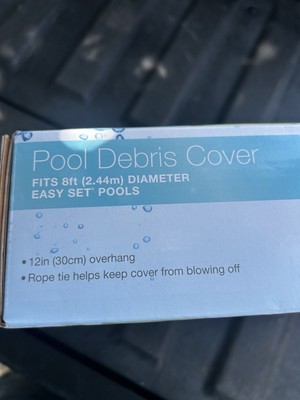 Pool Debris Cover
FITS 8ft (2.44m) DIAMETER
EASY SET® POOLS
• 12in (30cm) overhang
• Rope tie helps keep cover from blowing off